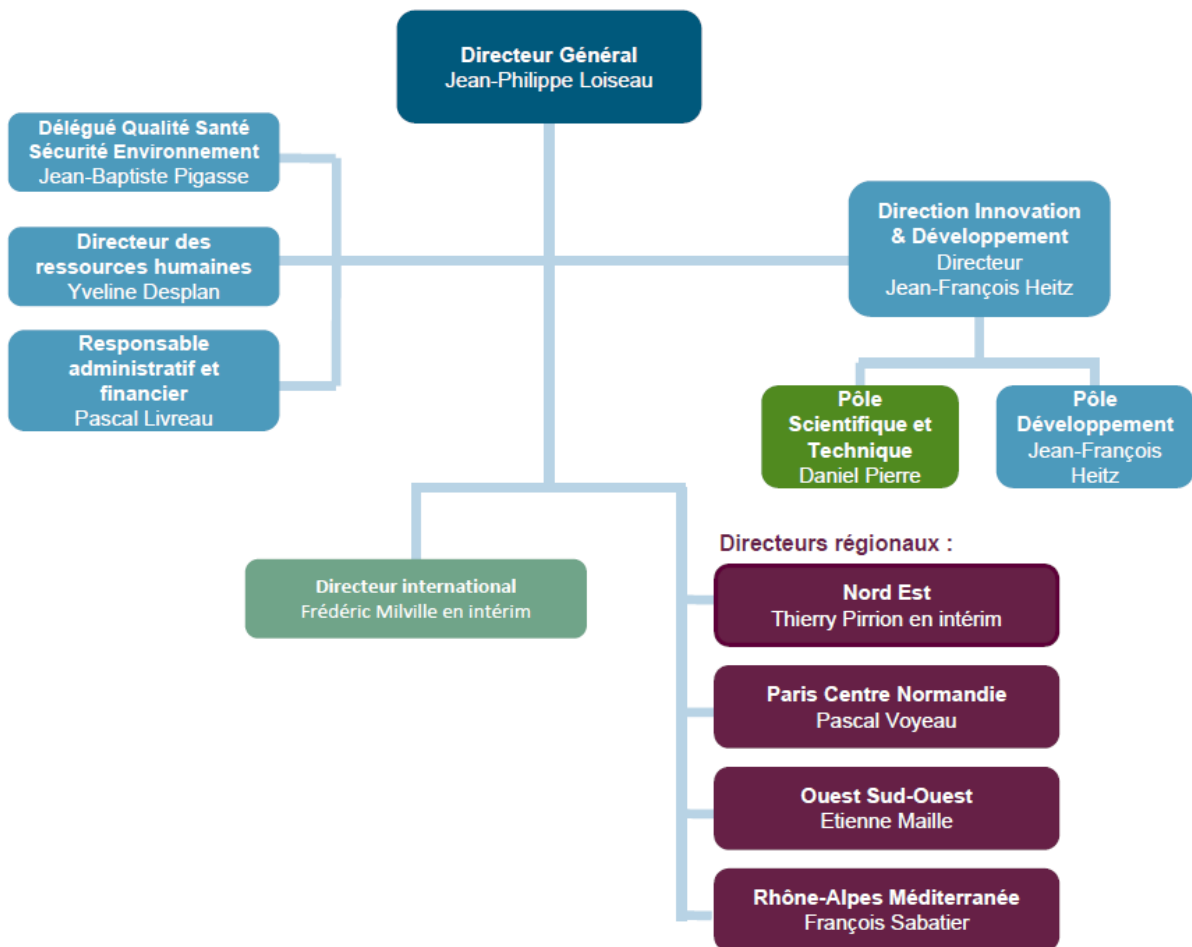 Directeur Général
Jean-Philippe Loiseau
Délégué Qualité Santé
Sécurité Environnement
Jean-Baptiste Pigasse
Directeur des
ressources humaines
Yveline Desplan
Responsable
administratif et
financier
Pascal Livreau
Direction Innovation
& Développement
Directeur
Jean-François Heitz
Pôle
Scientifique et
Technique
Daniel Pierre
Pôle
Développement
Jean-François
Heitz
Directeur international
Frédéric Milville en intérim
Directeurs régionaux :
Nord Est
Thierry Pirrion en intérim
Paris Centre Normandie
Pascal Voyeau
Ouest Sud-Ouest
Etienne Maille
Rhône-Alpes Méditerranée
François Sabatier